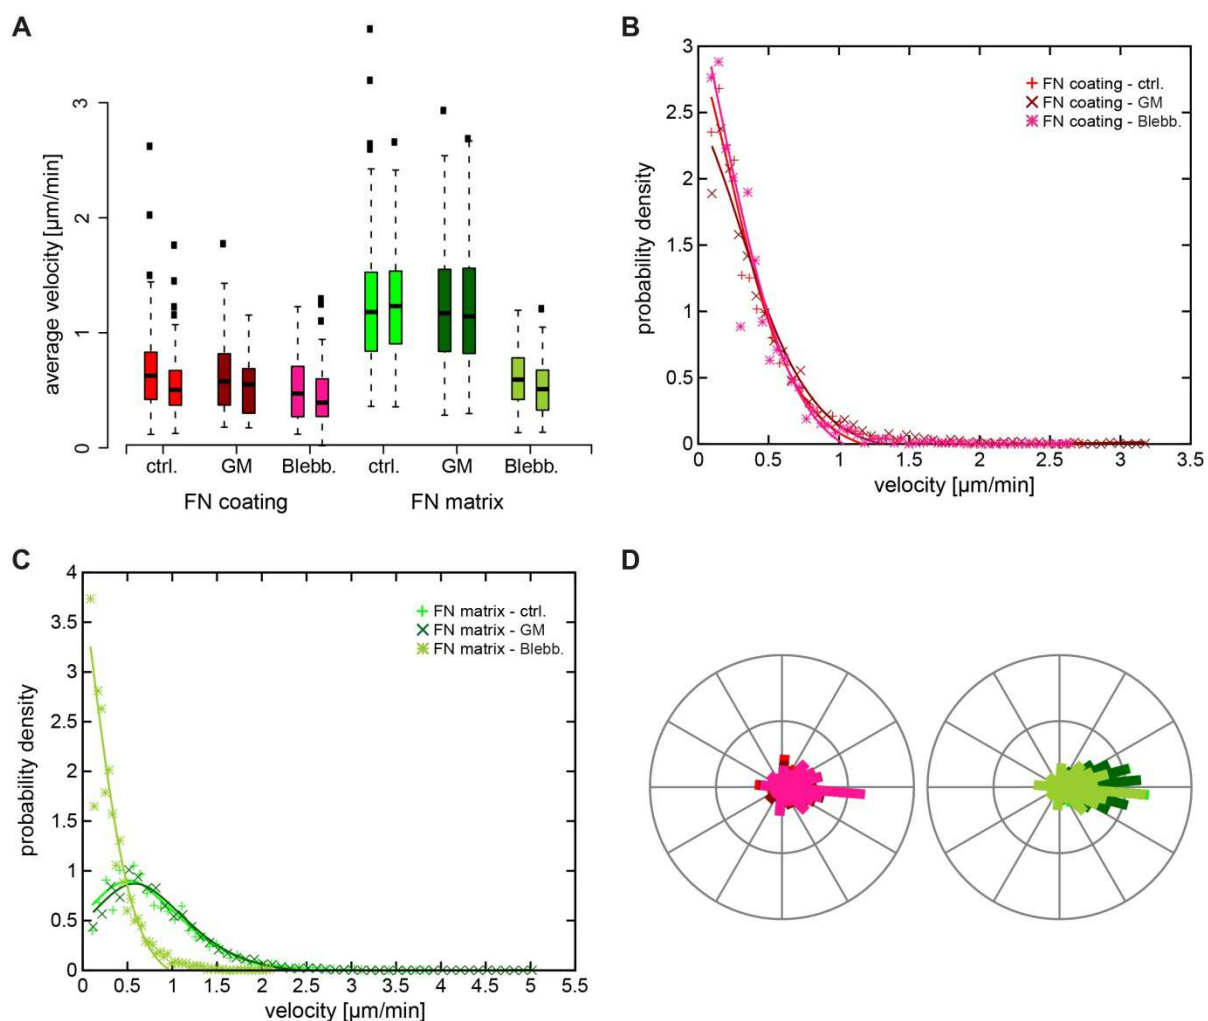 A
average velocity [µm/min]
3
2
1
0
ctrl.
GM
Blebb.
ctrl.
GM
Blebb.
FN coating
FN matrix
B
probability density
3
2.5
2
1.5
1
0.5
0
FN coating - ctrl.
FN coating - GM
FN coating - Blebb.
0
0.5
1
1.5
2
2.5
3
3.5
velocity [µm/min]
C
probability density
4
3.5
3
2.5
2
1.5
1
0.5
0
FN matrix - ctrl.
FN matrix - GM
FN matrix - Blebb.
0
0.5
1
1.5
2
2.5
3
3.5
4
4.5
5
5.5
velocity [µm/min]
D